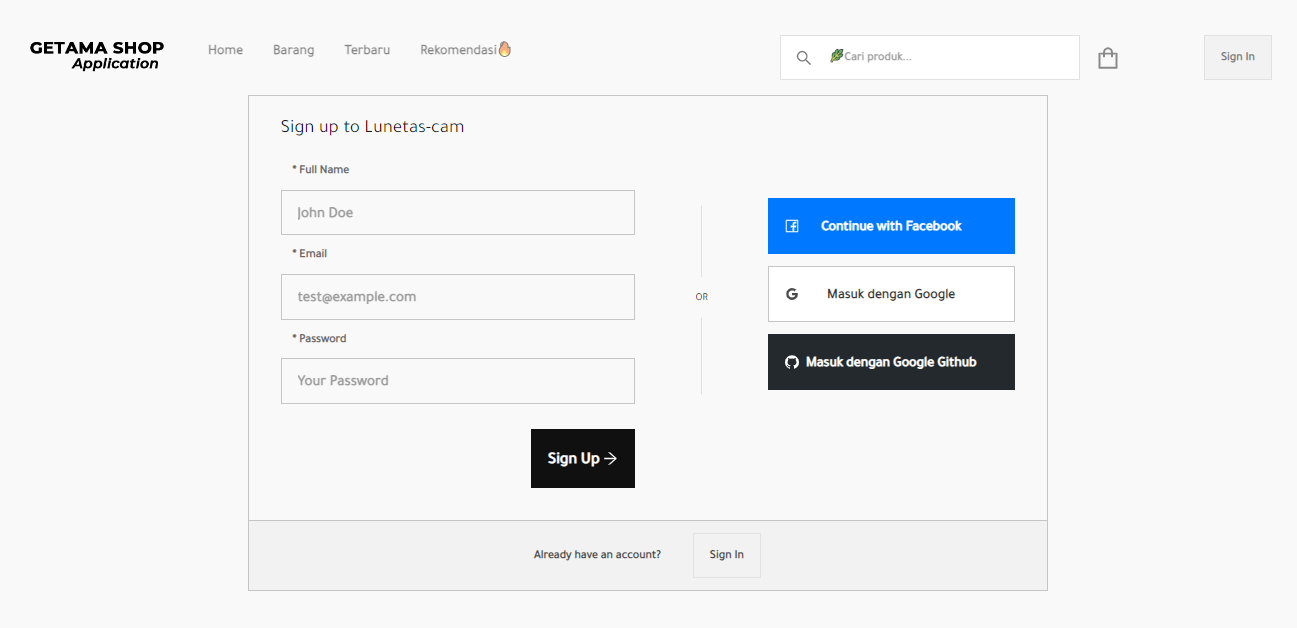 GETAMA SHOP
Application
Home Barang Terbaru Rekomendasi🔥
🌿Cari produk...
Sign In
Sign up to Lunetas-cam
* Full Name
John Doe
* Email
test@example.com
* Password
Your Password
Sign Up →
OR
Continue with Facebook
Masuk dengan Google
Masuk dengan Google Github
Already have an account?
Sign In